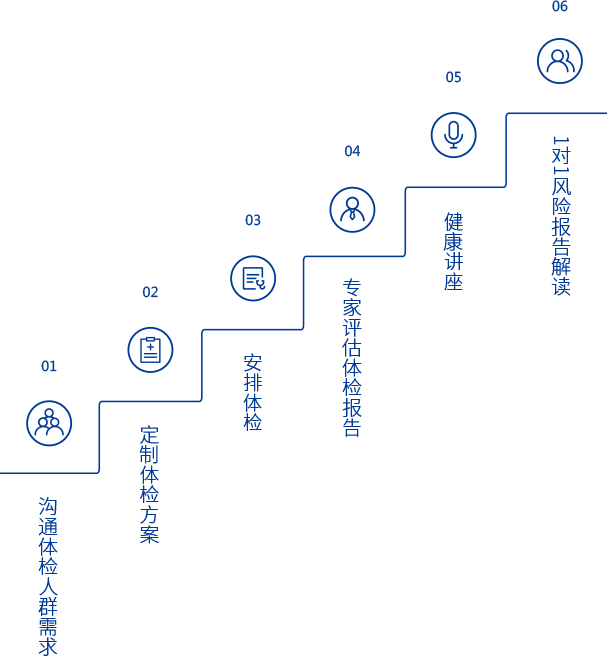 01
沟通体检人群需求
02
定制体检方案
03
安排体检
04
专家评估体检报告
05
健康讲座
06
1对1风险报告解读